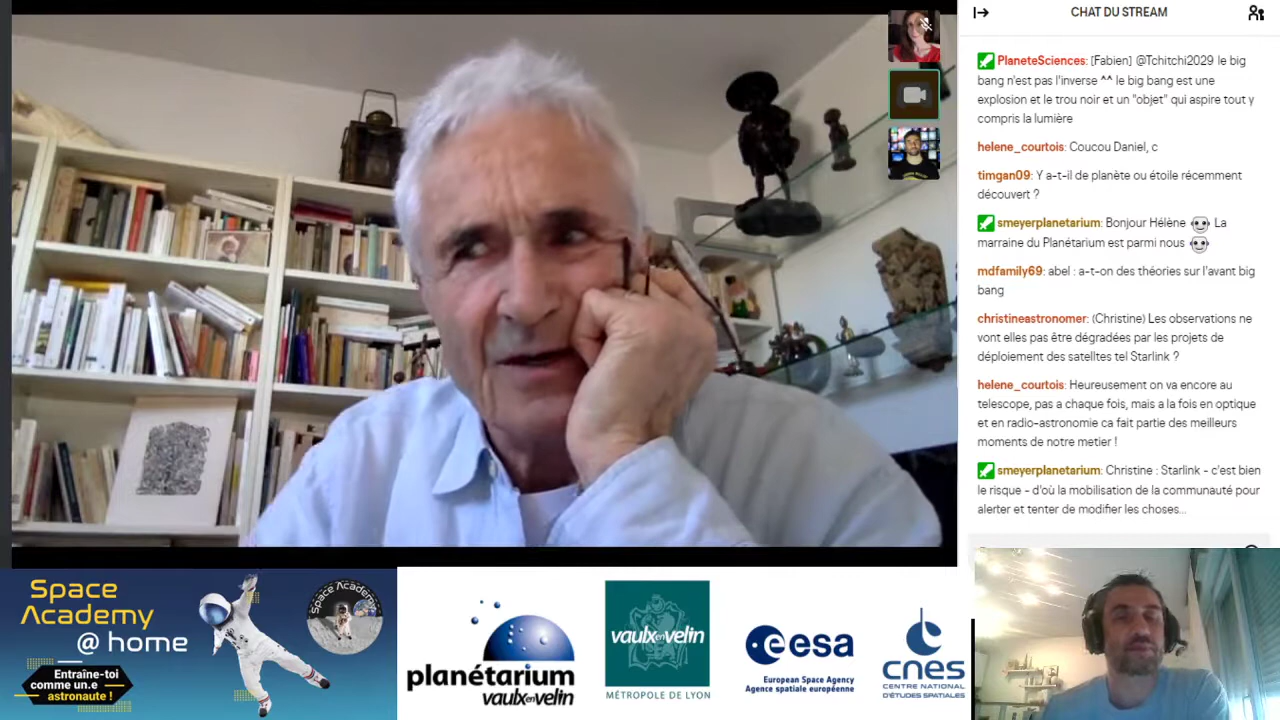 CHAT DU STREAM
PlaneteSciences: [Fabien] @Tchitchi2029 le big
bang n'est pas l'inverse ^^ le big bang est une
explosion et le trou noir et un "objet" qui aspire tout y
compris la lumière
helene_courtois: Coucou Daniel, c
timgan09: Y a-t-il de planète ou étoile récemment
découvert ?
smeyerplanetarium: Bonjour Hélène La
marraine du Planétarium est parmi nous
mdfamily69: abel : a-t-on des théories sur l'avant big
bang
christineastronomer: (Christine) Les observations ne
vont elles pas être dégradées par les projets de
déploiement des satelltes tel Starlink ?
helene_courtois: Heureusement on va encore au
telescope, pas a chaque fois, mais a la fois en optique
et en radio-astronomie ca fait partie des meilleurs
moments de notre metier !
smeyerplanetarium: Christine : Starlink - c'est bien
le risque - d'où la mobilisation de la communauté pour
alerter et tenter de modifier les choses...
Space
Academy
@ home
Entraîne-toi
comme un.e
astronaute !
Space Academy
planétarium
vaulxenvelin
vaulxenvelin
MÉTROPOLE DE LYON
esa
European Space Agency
Agence spatiale européenne
cnes
CENTRE NATIONAL
D'ÉTUDES SPATIALES